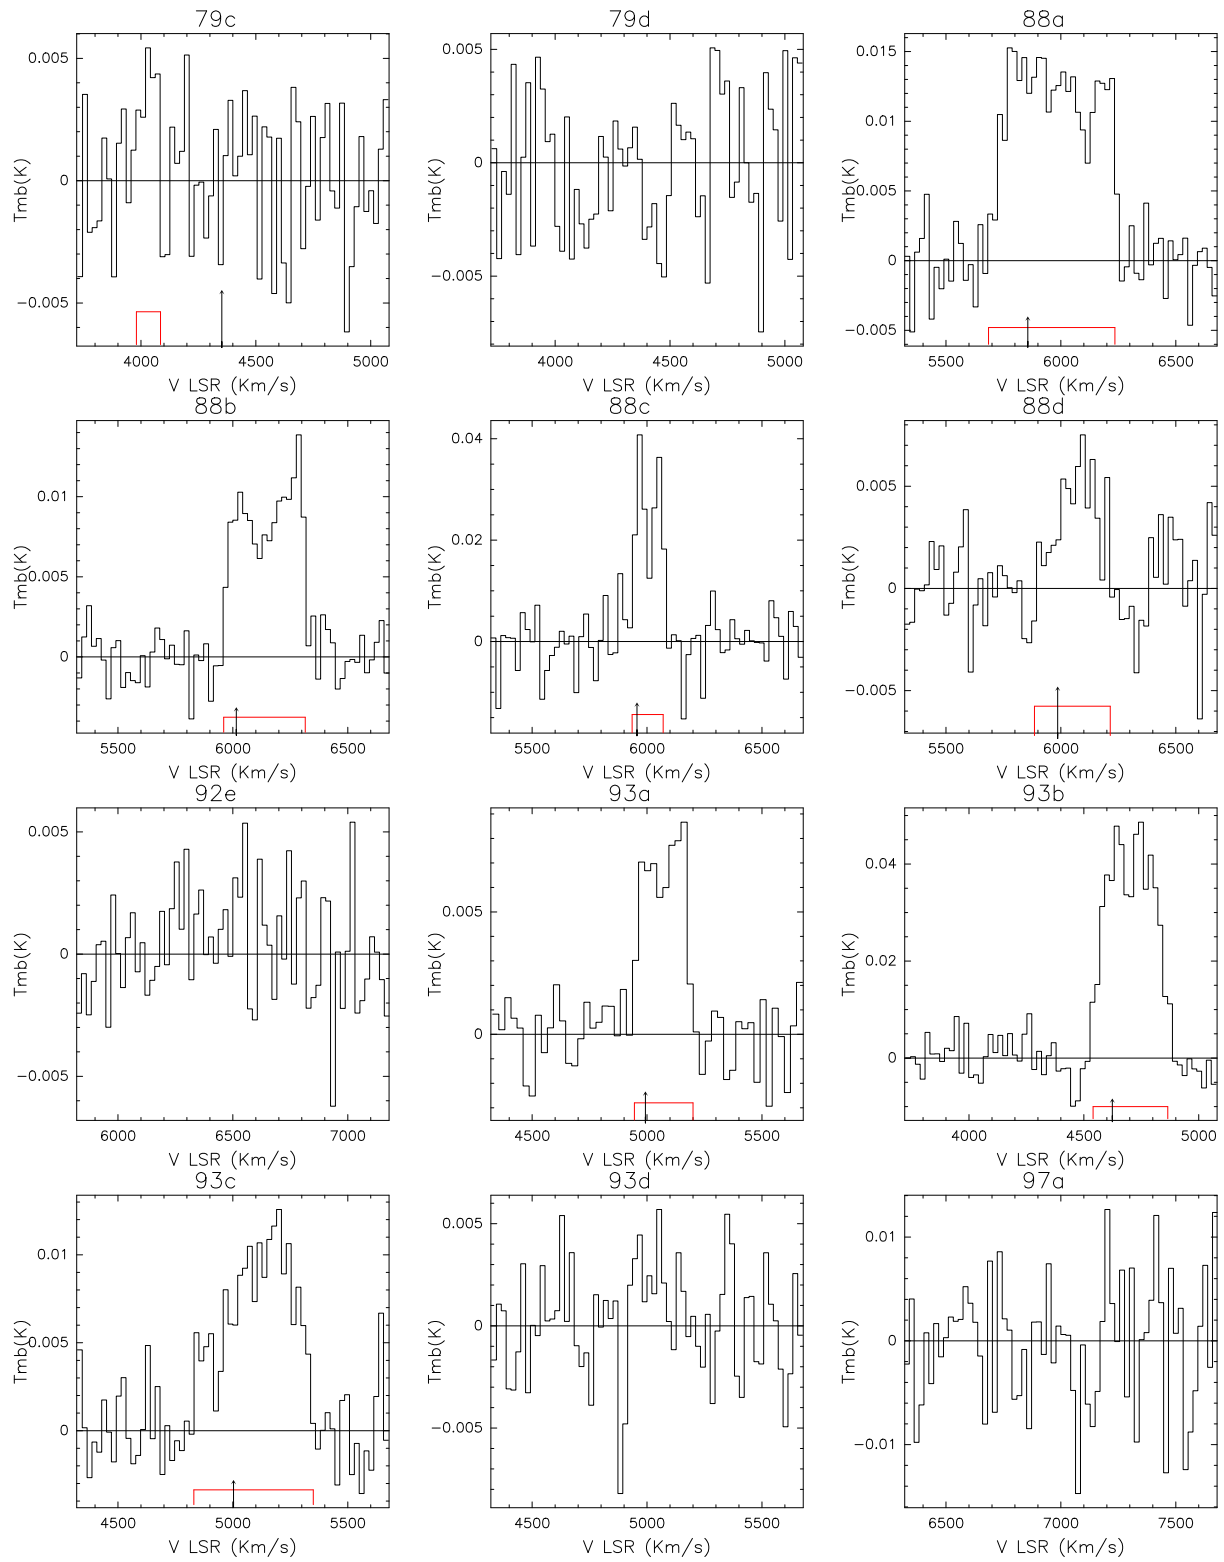 79c
0.005
0
−0.005
Tmb(K)
4000 4500 5000
V LSR (Km/s)
79d
0.005
0
−0.005
Tmb(K)
4000 4500 5000
V LSR (Km/s)
88a
0.015
0.01
0.005
0
−0.005
Tmb(K)
5500 6000 6500
V LSR (Km/s)
88b
0.01
0.005
0
Tmb(K)
5500 6000 6500
V LSR (Km/s)
88c
0.04
0.02
0
Tmb(K)
5500 6000 6500
V LSR (Km/s)
88d
0.005
0
−0.005
Tmb(K)
5500 6000 6500
V LSR (Km/s)
92e
0.005
0
−0.005
Tmb(K)
6000 6500 7000
V LSR (Km/s)
93a
0.005
0
Tmb(K)
4500 5000 5500
V LSR (Km/s)
93b
0.04
0.02
0
Tmb(K)
4000 4500 5000
V LSR (Km/s)
93c
0.01
0.005
0
Tmb(K)
4500 5000 5500
V LSR (Km/s)
93d
0.005
0
−0.005
Tmb(K)
4500 5000 5500
V LSR (Km/s)
97a
0.01
0
−0.01
Tmb(K)
6500 7000 7500
V LSR (Km/s)